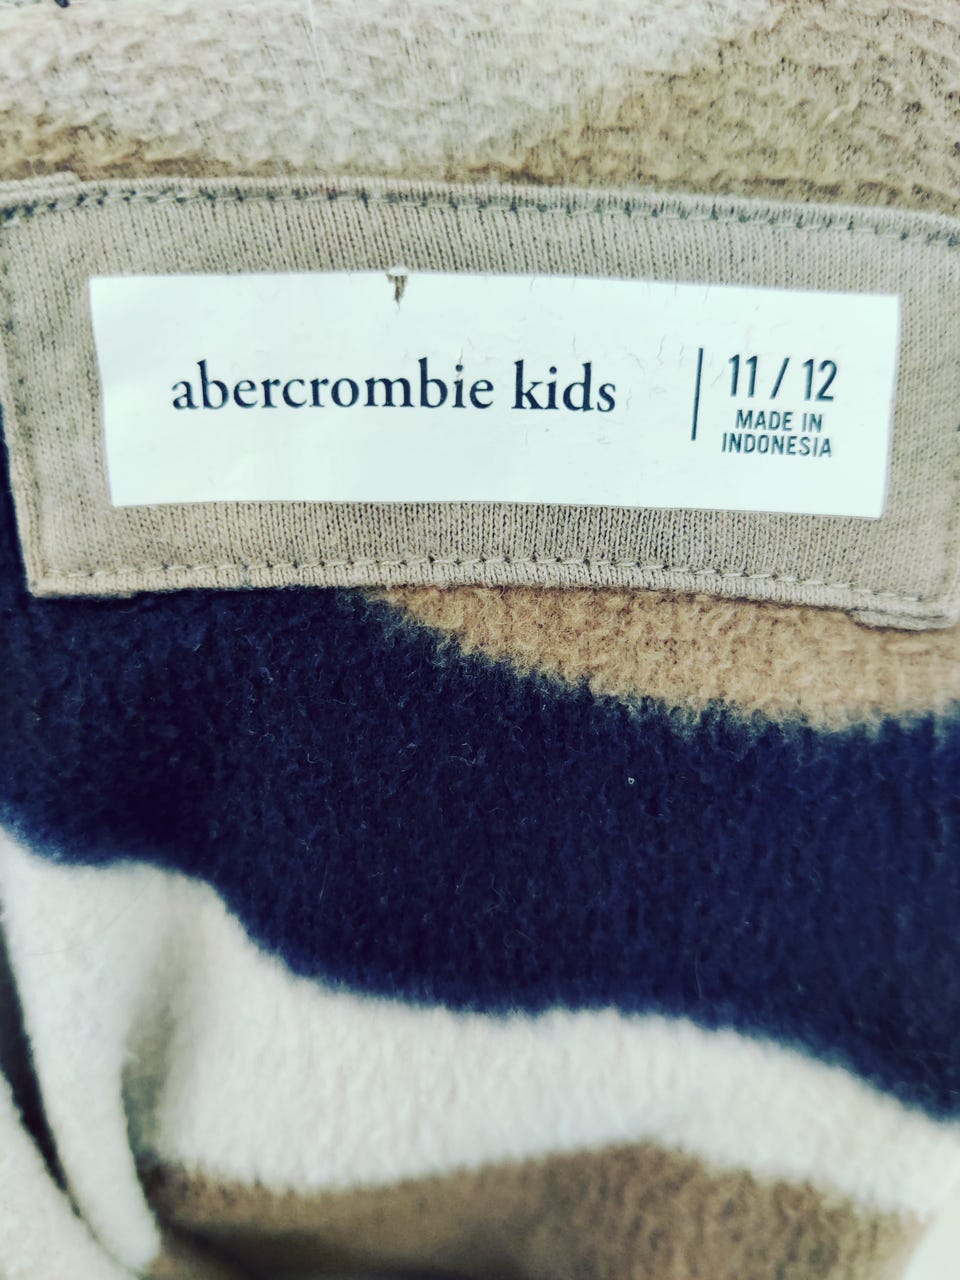 abercrombie kids
11 / 12
MADE IN
INDONESIA